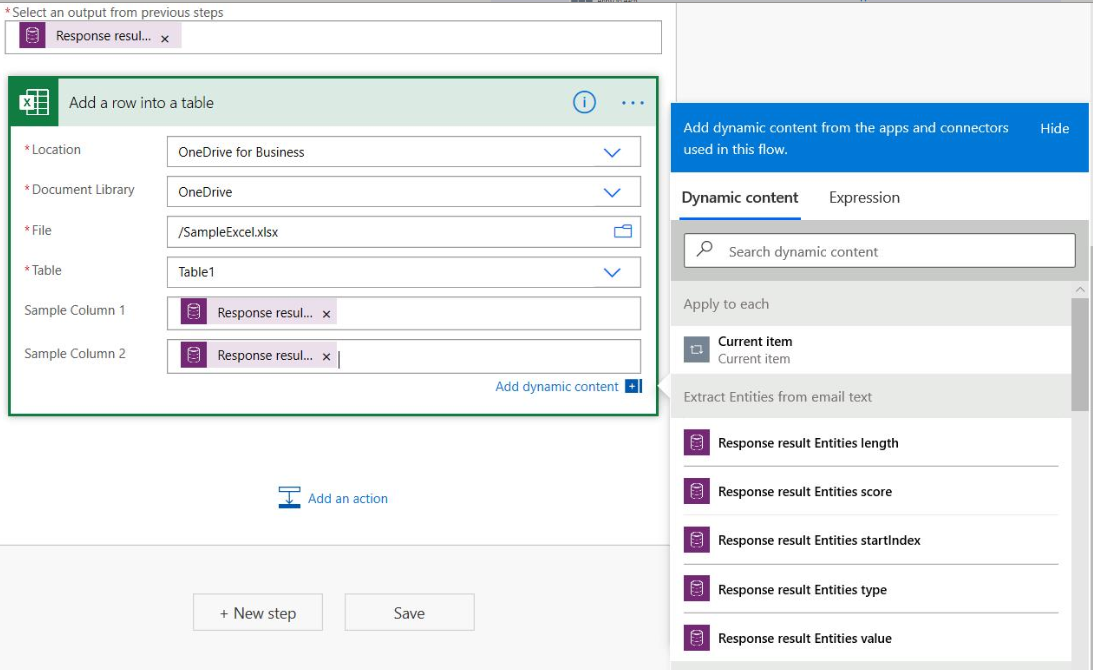 *Select an output from previous steps
Response resul... ×
Add a row into a table
*Location
OneDrive for Business
*Document Library
OneDrive
*File
/SampleExcel.xlsx
*Table
Table1
Sample Column 1
Response resul... ×
Sample Column 2
Response resul... ×
Add dynamic content
Add an action
+ New step
Save
Add dynamic content from the apps and connectors
used in this flow.
Hide
Dynamic content
Expression
Search dynamic content
Apply to each
Current item
Current item
Extract Entities from email text
Response result Entities length
Response result Entities score
Response result Entities startIndex
Response result Entities type
Response result Entities value